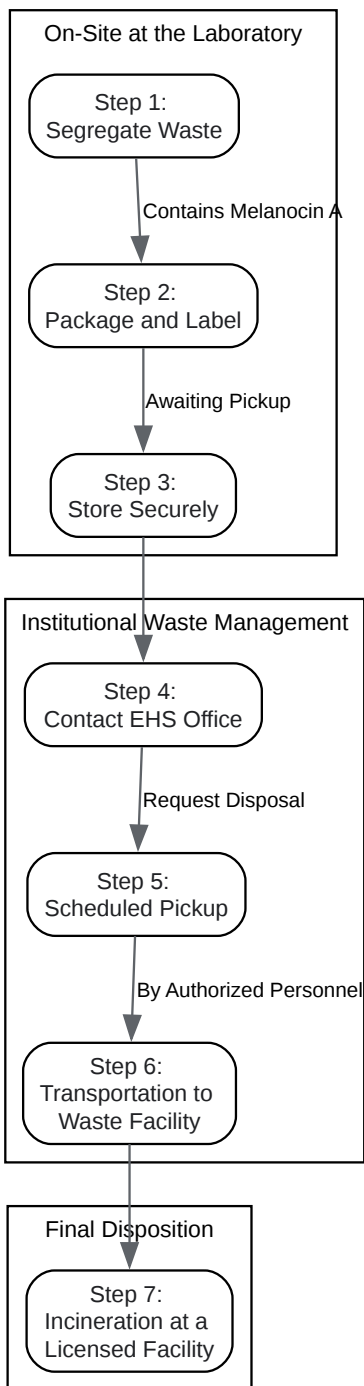 On-Site at the Laboratory
Step 1:
Segregate Waste
Contains Melanocin A
Step 2:
Package and Label
Awaiting Pickup
Step 3:
Store Securely
Institutional Waste Management
Step 4:
Contact EHS Office
Request Disposal
Step 5:
Scheduled Pickup
By Authorized Personnel
Step 6:
Transportation to
Waste Facility
Final Disposition
Step 7:
Incineration at a
Licensed Facility